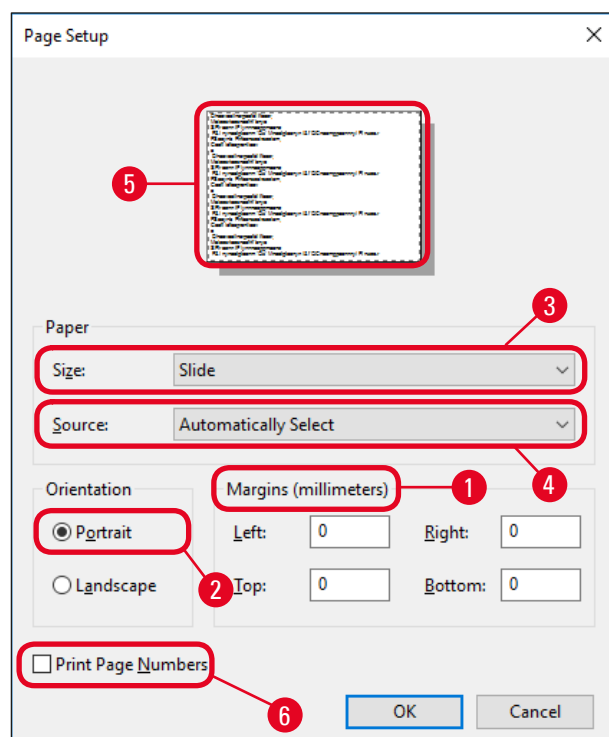 Page Setup
5
3
Paper
Size: Slide
Source: Automatically Select
4
Orientation
Margins (millimeters) 1
Portrait
Left: 0 Right: 0
2
Landscape
Top: 0 Bottom: 0
Print Page Numbers
6
OK Cancel